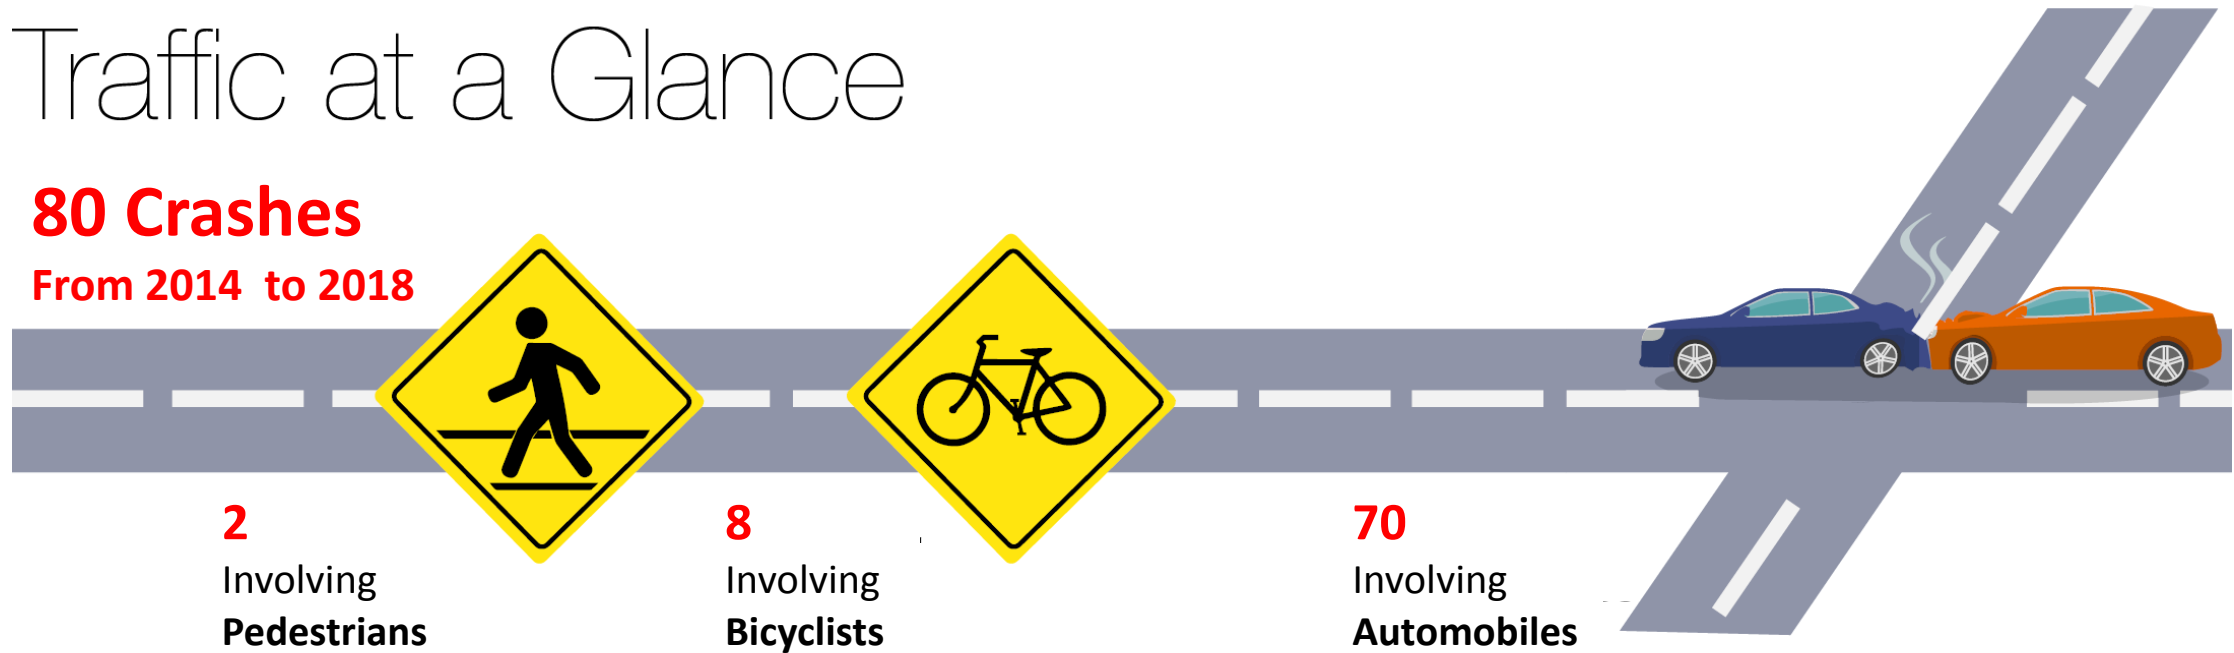 Traffic at a Glance
80 Crashes
From 2014  to 2018
2
Involving
Pedestrians
8
Involving
Bicyclists
70
Involving
Automobiles